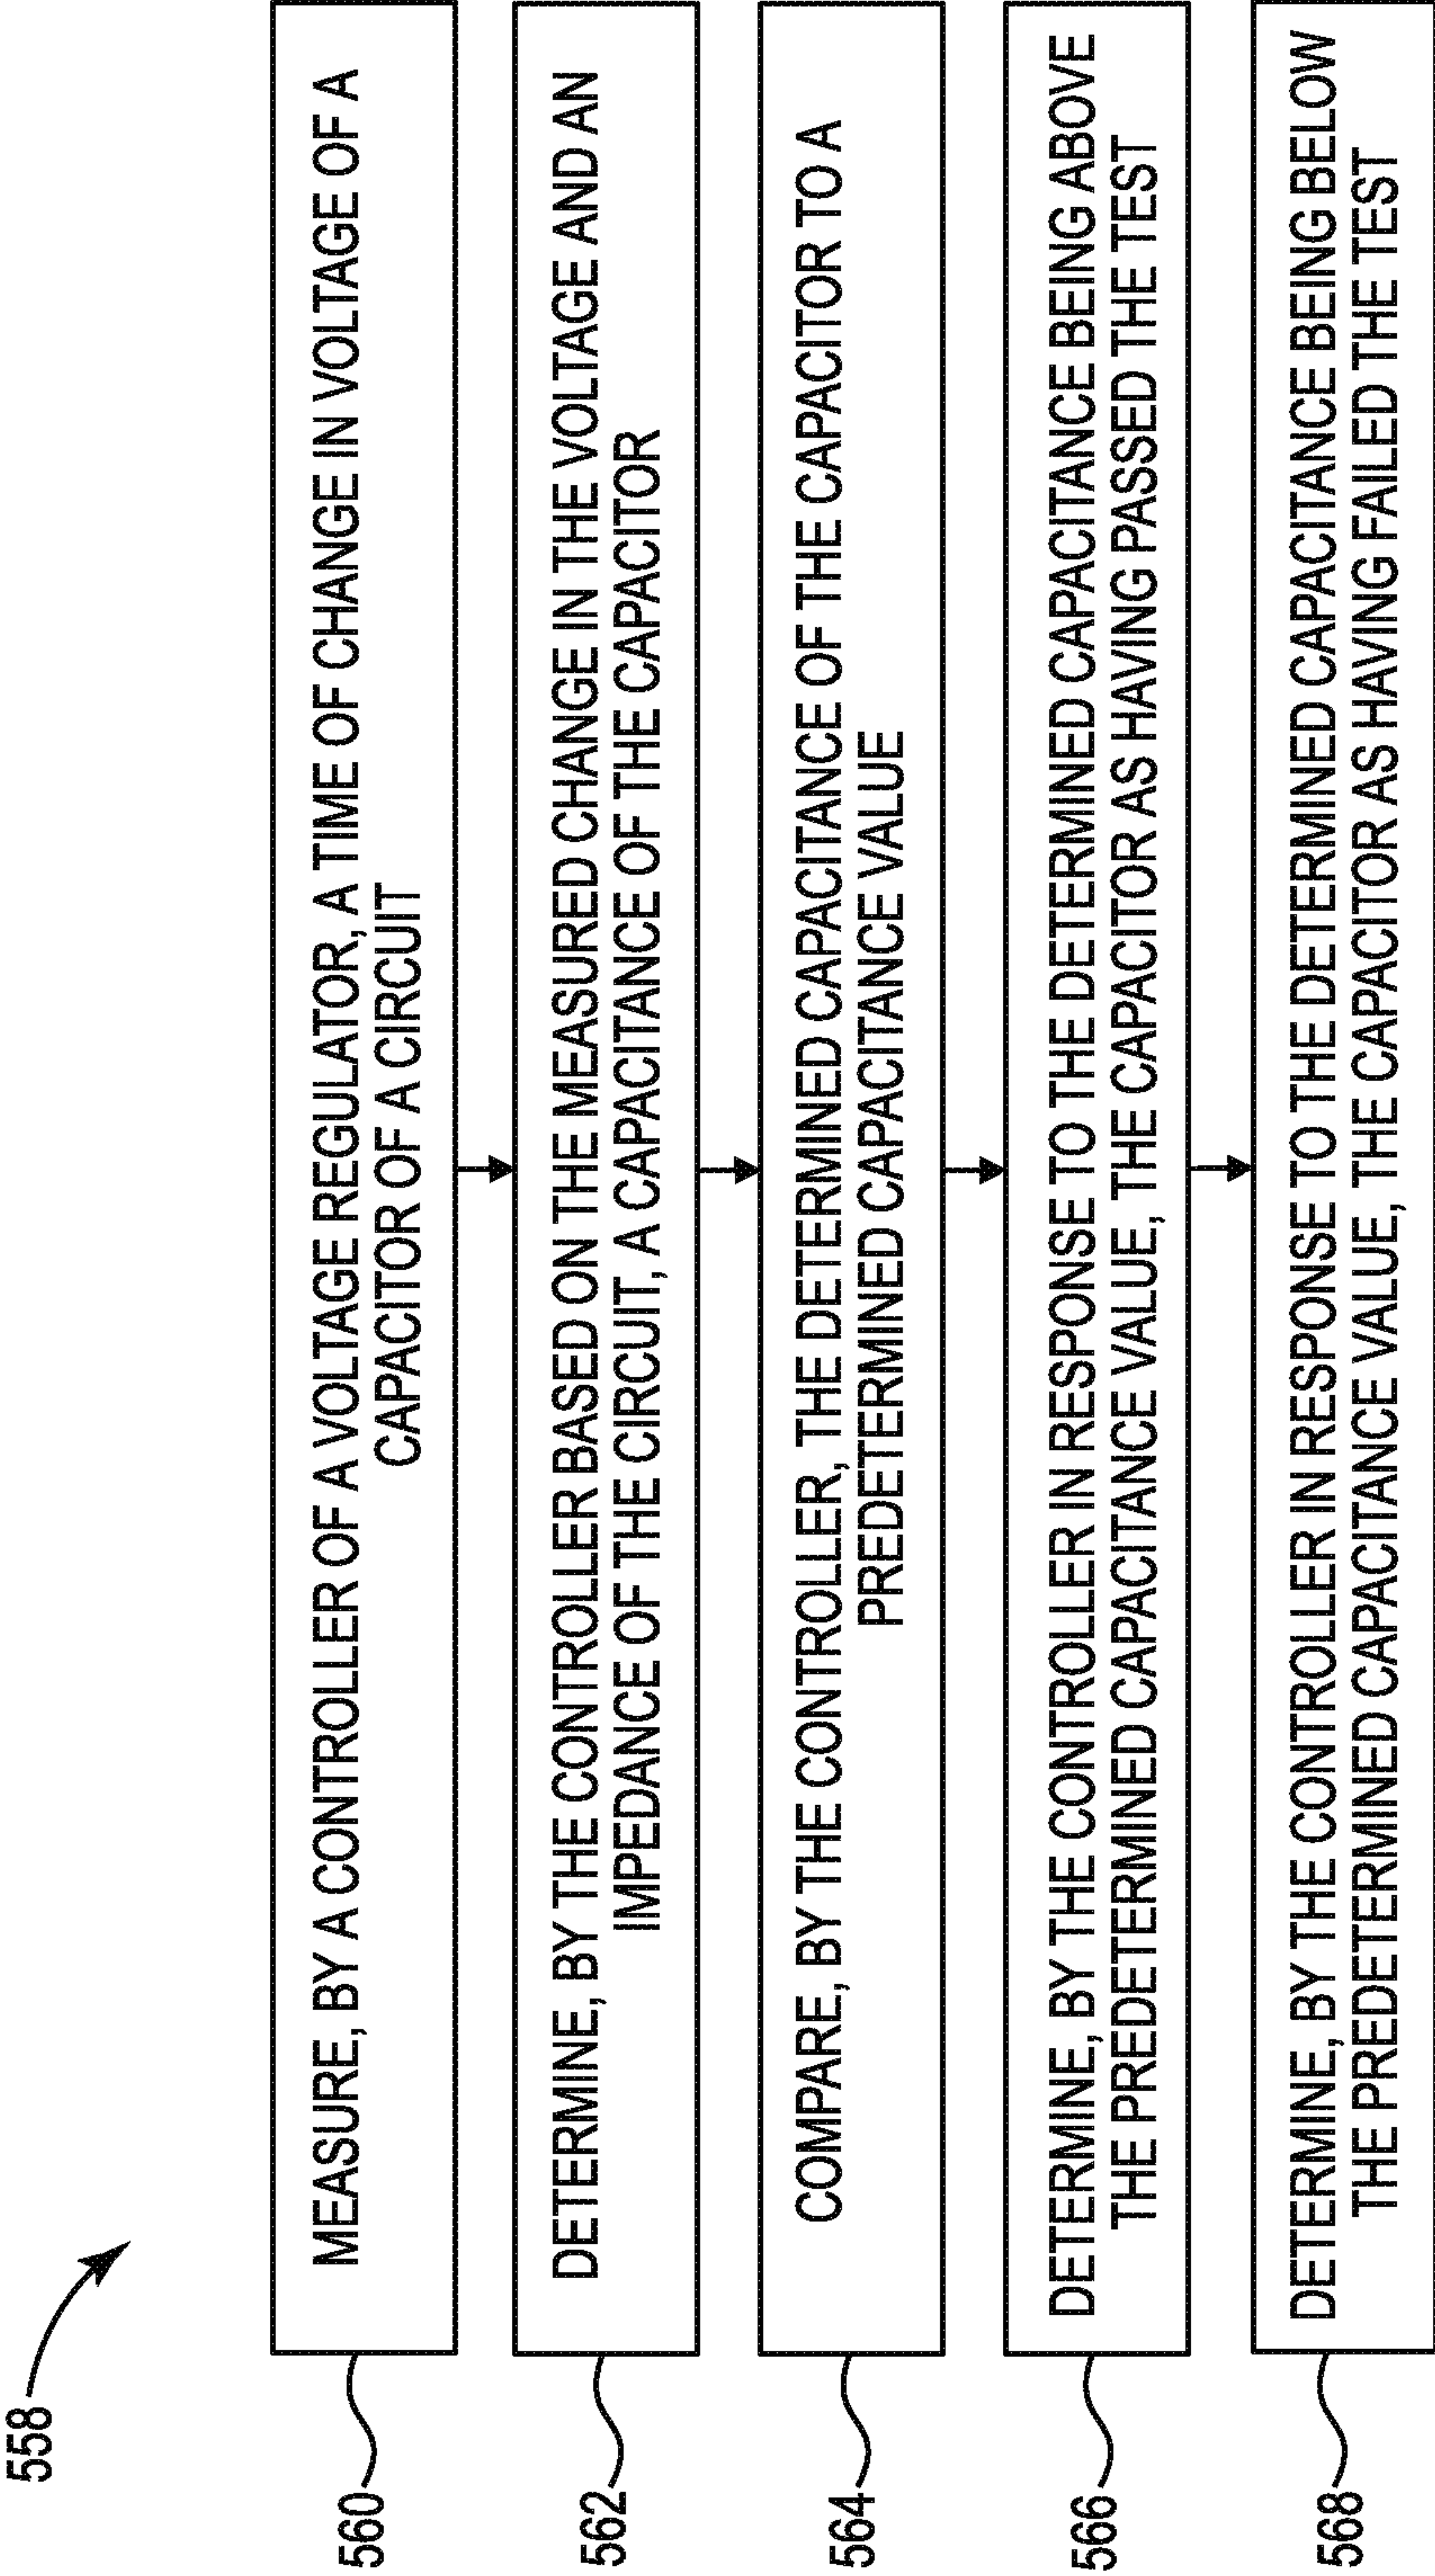 558
560
MEASURE, BY A CONTROLLER OF A VOLTAGE REGULATOR, A TIME OF CHANGE IN VOLTAGE OF A
CAPACITOR OF A CIRCUIT
562
DETERMINE, BY THE CONTROLLER BASED ON THE MEASURED CHANGE IN THE VOLTAGE AND AN
IMPEDANCE OF THE CIRCUIT, A CAPACITANCE OF THE CAPACITOR
564
COMPARE, BY THE CONTROLLER, THE DETERMINED CAPACITANCE OF THE CAPACITOR TO A
PREDETERMINED CAPACITANCE VALUE
566
DETERMINE, BY THE CONTROLLER IN RESPONSE TO THE DETERMINED CAPACITANCE BEING ABOVE
THE PREDETERMINED CAPACITANCE VALUE, THE CAPACITOR AS HAVING PASSED THE TEST
568
DETERMINE, BY THE CONTROLLER IN RESPONSE TO THE DETERMINED CAPACITANCE BEING BELOW
THE PREDETERMINED CAPACITANCE VALUE, THE CAPACITOR AS HAVING FAILED THE TEST